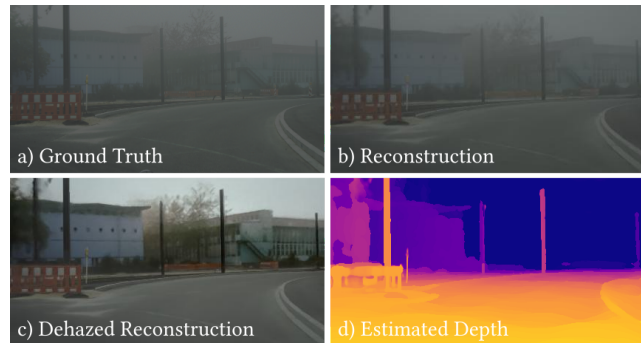 a) Ground Truth
b) Reconstruction
c) Dehazed Reconstruction
d) Estimated Depth